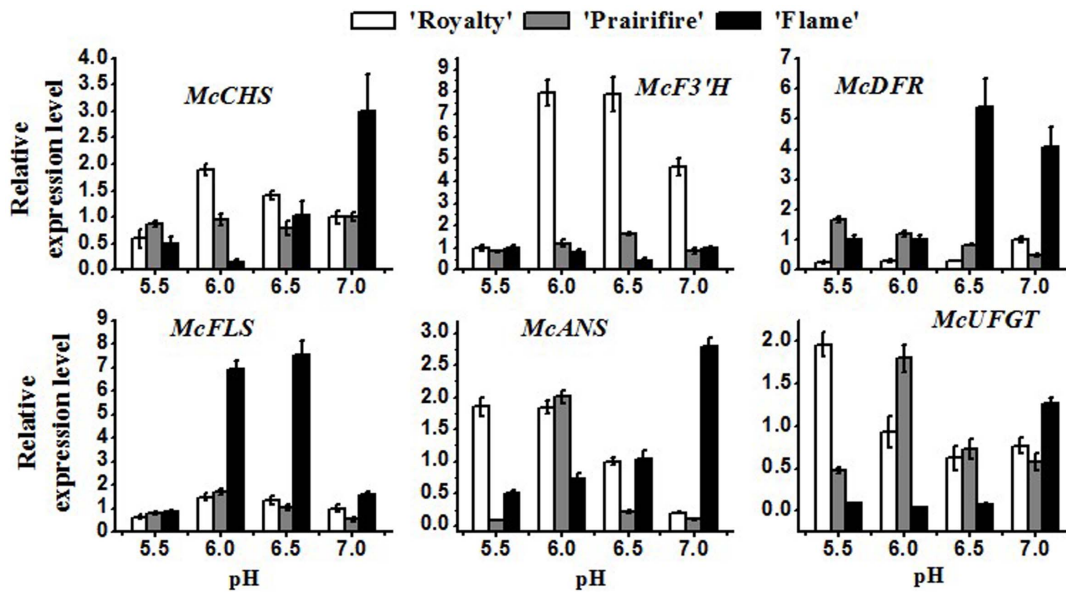 'Royalty' 'Prairifire' 'Flame'
Relative expression level
4.0
3.5
3.0
2.5
2.0
1.5
1.0
0.5
0.0
McCHS
5.5 6.0 6.5 7.0
9
8
7
6
5
4
3
2
1
0
McF3'H
5.5 6.0 6.5 7.0
7
6
5
4
3
2
1
0
McDFR
5.5 6.0 6.5 7.0
Relative expression level
9
8
7
6
5
4
3
2
1
0
McFLS
5.5 6.0 6.5 7.0
pH
3.0
2.5
2.0
1.5
1.0
0.5
0.0
McANS
5.5 6.0 6.5 7.0
pH
2.0
1.5
1.0
0.5
0.0
McUFGT
5.5 6.0 6.5 7.0
pH